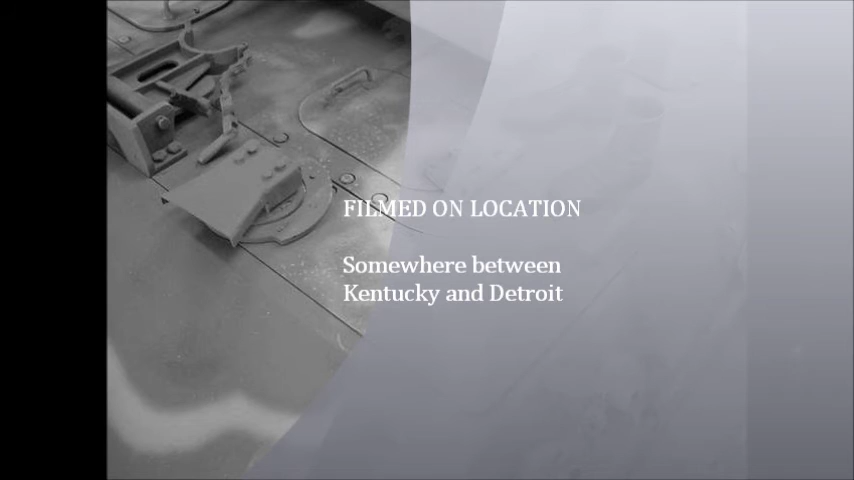 FILMED ON LOCATION
Somewhere between
Kentucky and Detroit